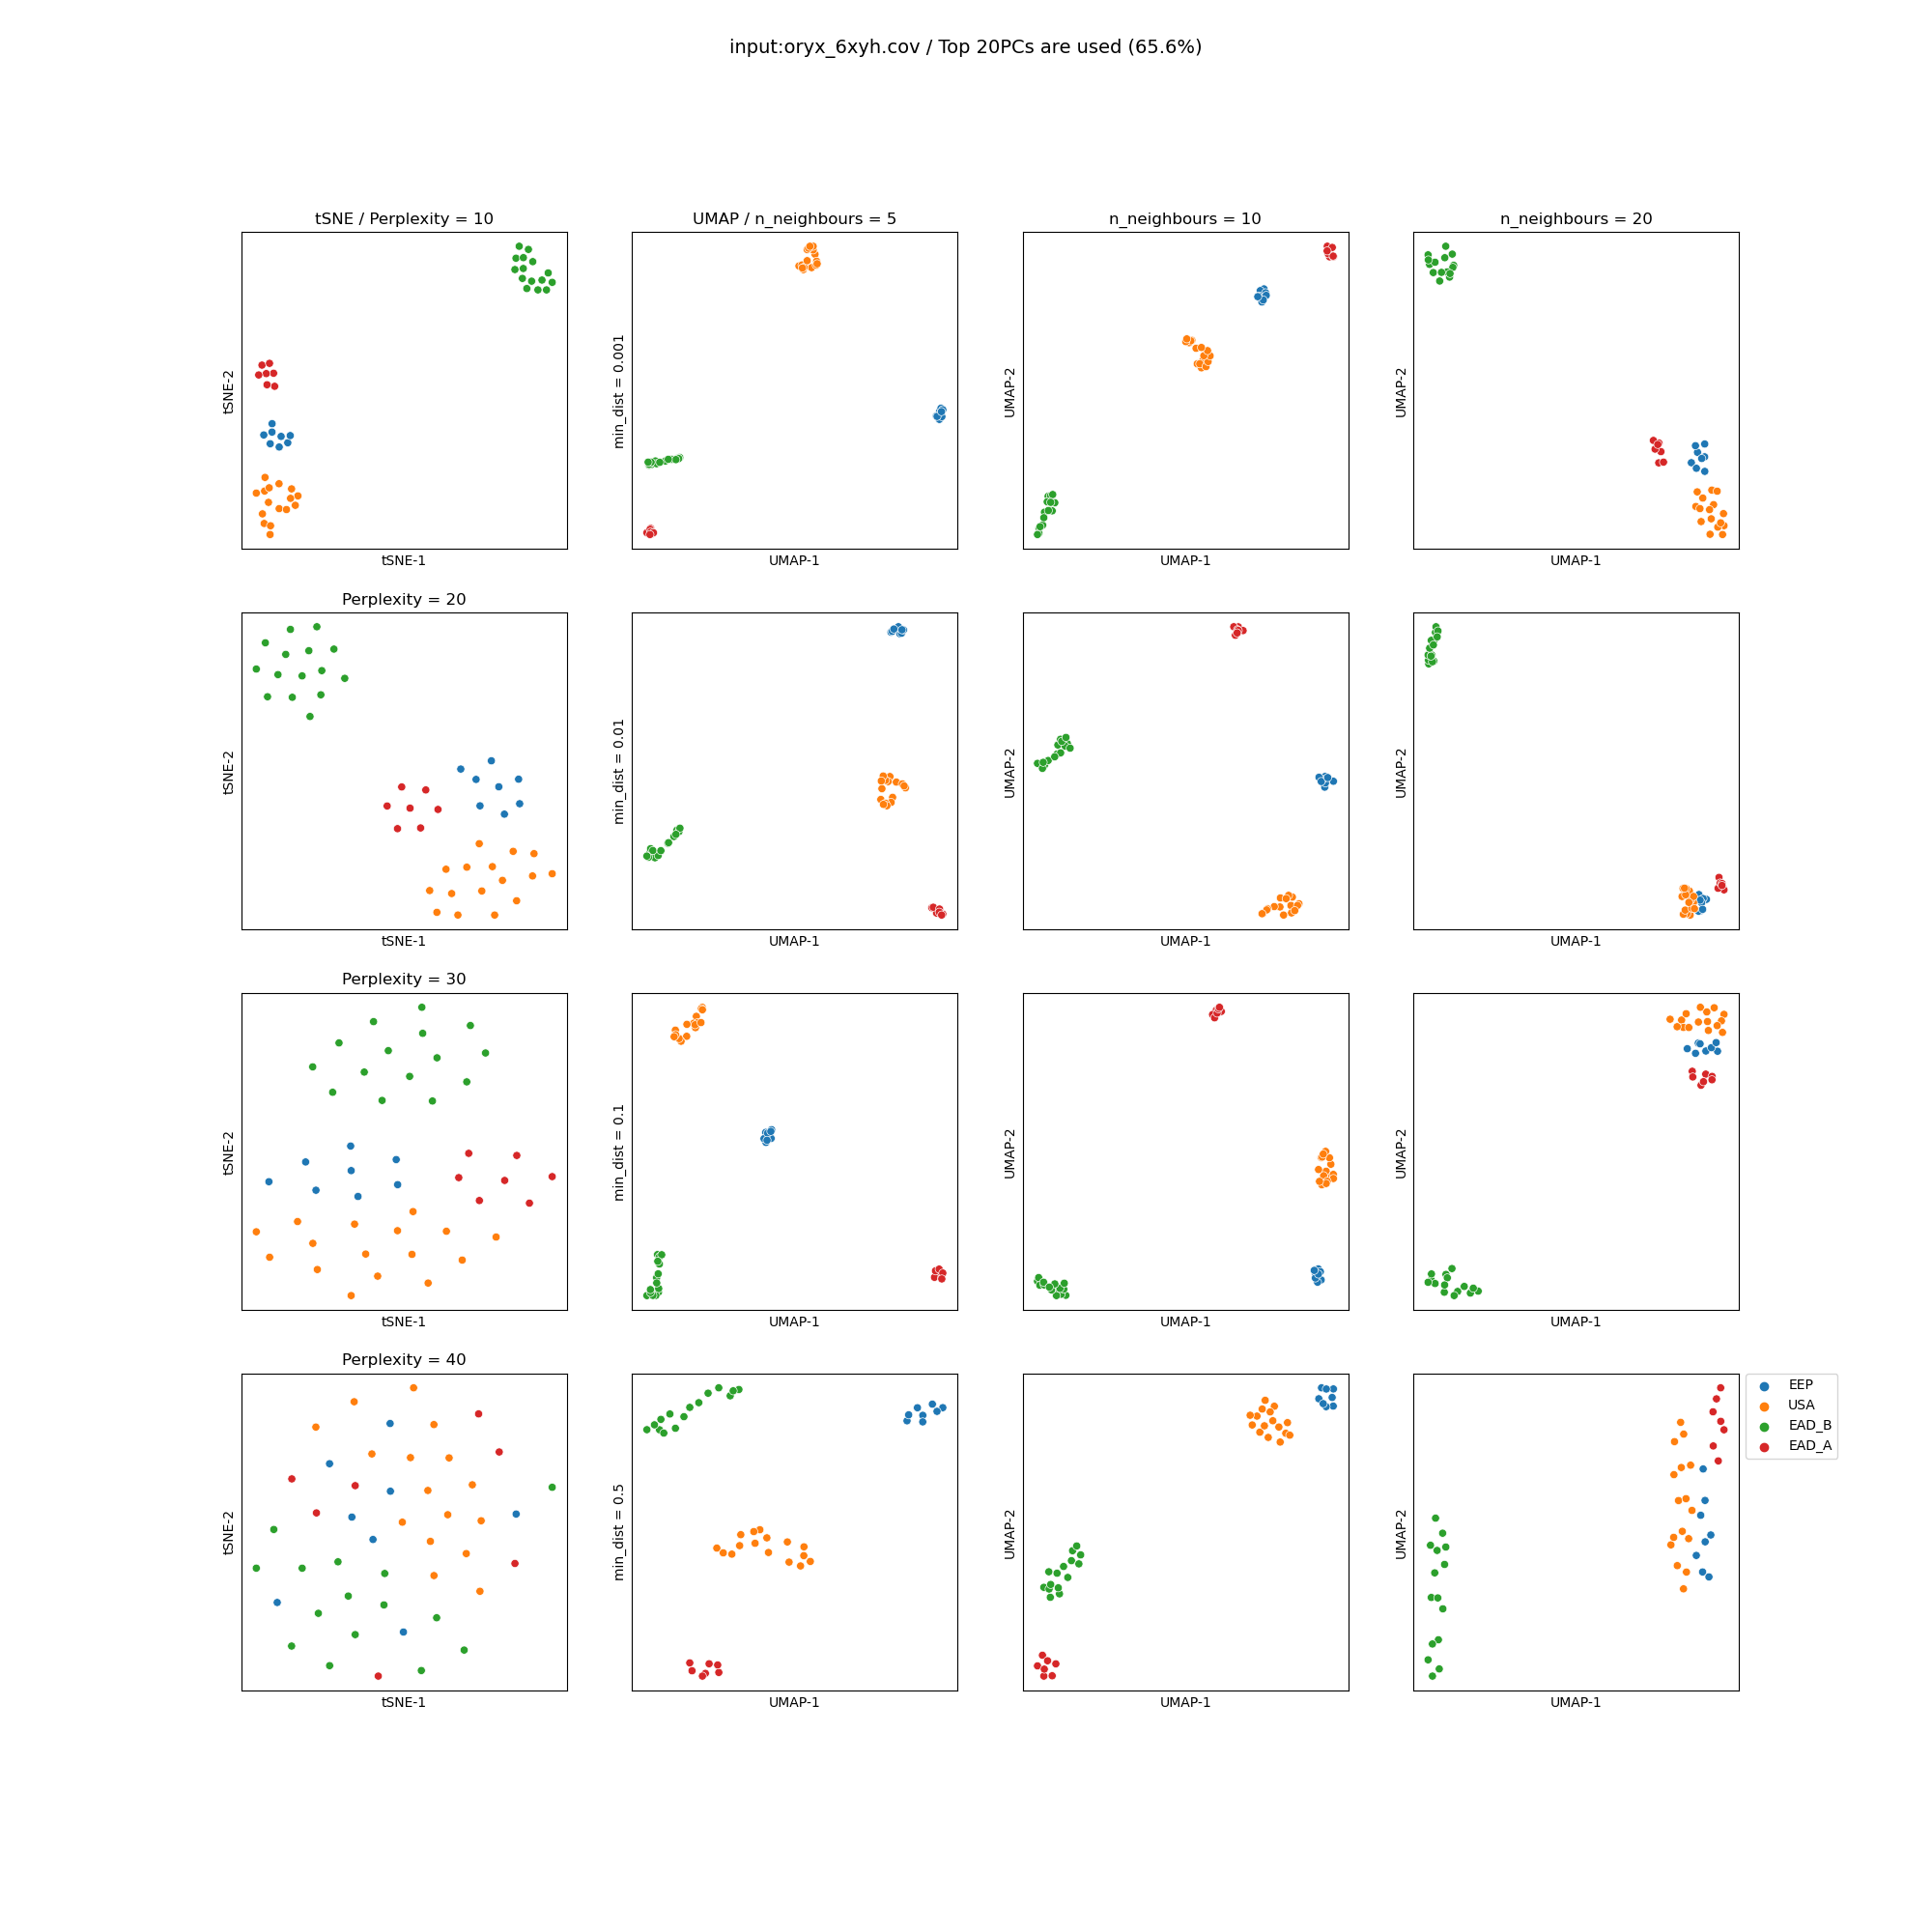 input:oryx_6xyh.cov / Top 20PCs are used (65.6%)
tSNE / Perplexity = 10
UMAP / n_neighbours = 5
n_neighbours = 10
n_neighbours = 20
tSNE-2
min_dist = 0.001
UMAP-2
UMAP-2
tSNE-1
UMAP-1
UMAP-1
UMAP-1
Perplexity = 20
tSNE-2
min_dist = 0.01
UMAP-2
UMAP-2
tSNE-1
UMAP-1
UMAP-1
UMAP-1
Perplexity = 30
tSNE-2
min_dist = 0.1
UMAP-2
UMAP-2
tSNE-1
UMAP-1
UMAP-1
UMAP-1
Perplexity = 40
tSNE-2
min_dist = 0.5
UMAP-2
UMAP-2
EEP
USA
EAD_B
EAD_A
tSNE-1
UMAP-1
UMAP-1
UMAP-1